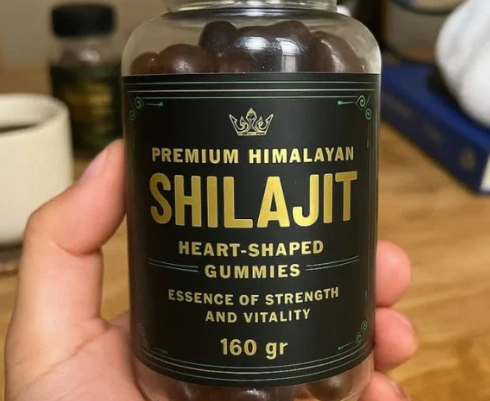 PREMIUM HIMALAYAN
SHILAJIT
HEART-SHAPED
GUMMIES
ESSENCE OF STRENGTH
AND VITALITY
160 gr